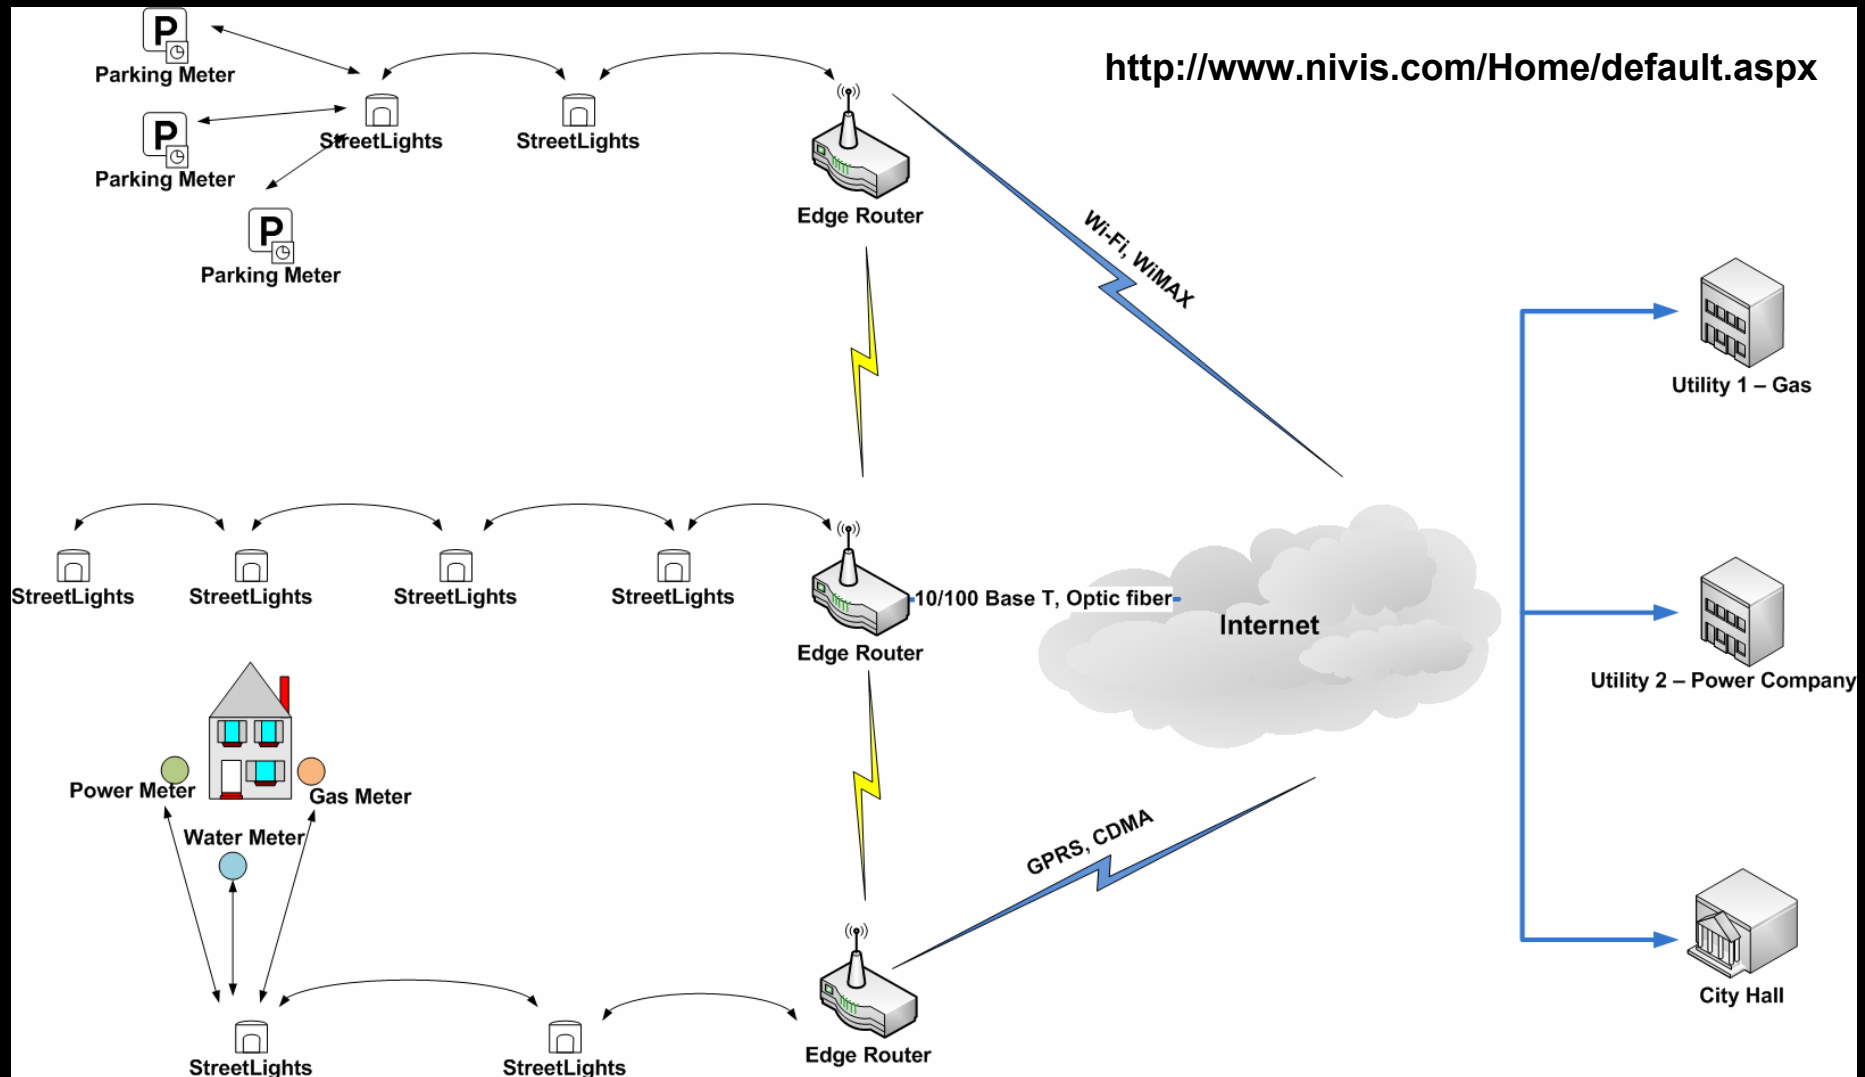 P
Parking Meter
http://www.nivis.com/Home/default.aspx
P
Parking Meter
StreetLights
StreetLights
P
Parking Meter
Edge Router
Wi-Fi, WiMAX
Utility 1 – Gas
StreetLights
StreetLights
StreetLights
StreetLights
10/100 Base T, Optic fiber
Internet
Edge Router
Utility 2 – Power Company
Power Meter
Gas Meter
Water Meter
GPRS, CDMA
City Hall
StreetLights
StreetLights
Edge Router